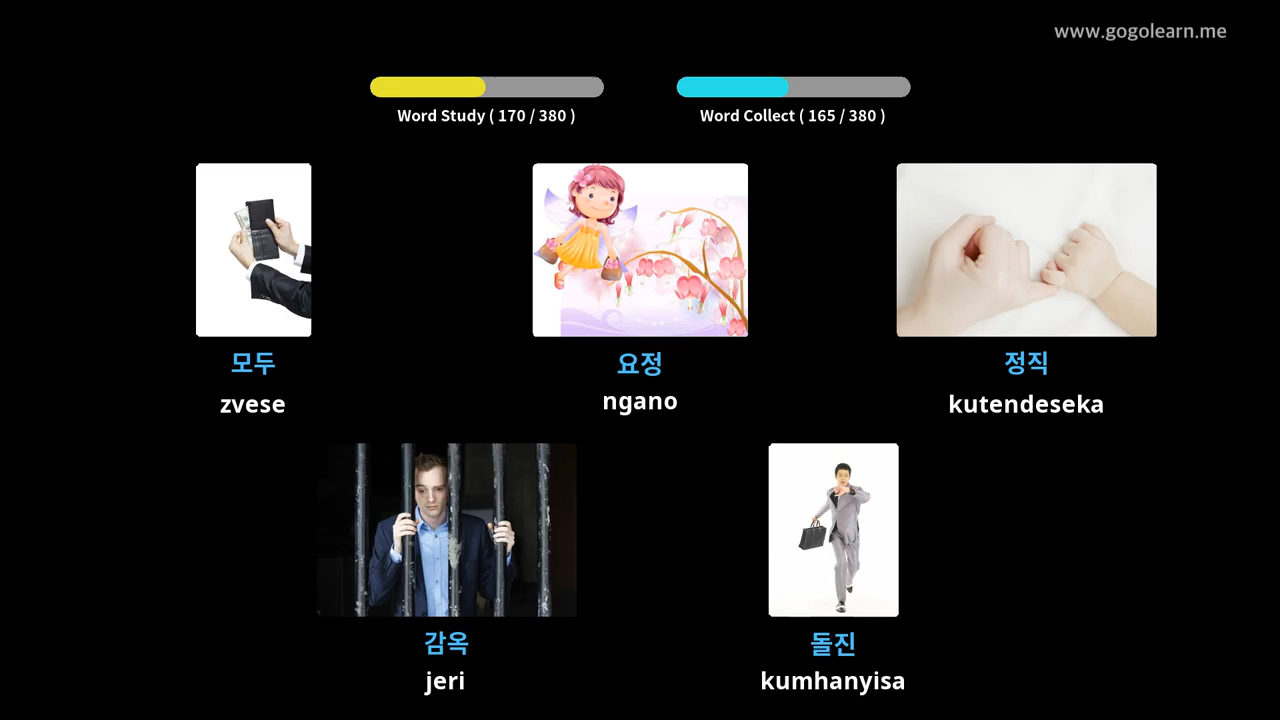 www.gogolearn.me
Word Study ( 170 / 380 )
Word Collect ( 165 / 380 )
모두
zvese
요정
ngano
정직
kutendeseka
감옥
jeri
돌진
kumhanyisa